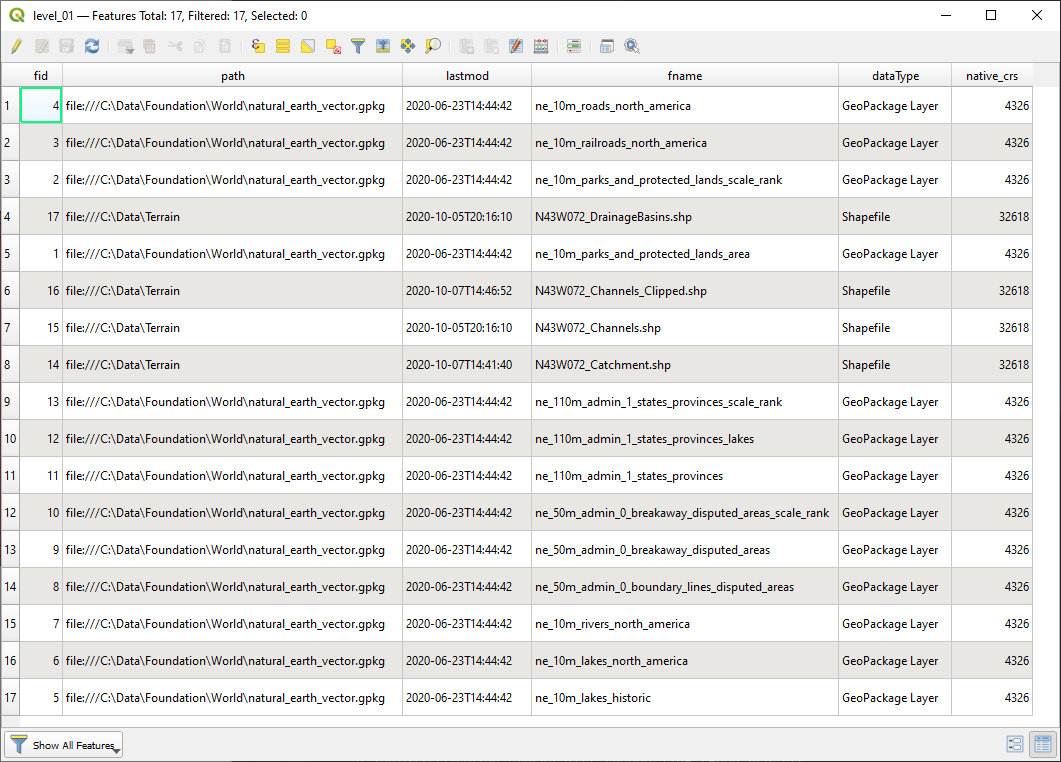 level_01 — Features Total: 17, Filtered: 17, Selected: 0
fid path lastmod fname dataType native_crs
1 4 file:///C:\Data\Foundation\World\natural_earth_vector.gpkg 2020-06-23T14:44:42 ne_10m_roads_north_america GeoPackage Layer 4326
2 3 file:///C:\Data\Foundation\World\natural_earth_vector.gpkg 2020-06-23T14:44:42 ne_10m_railroads_north_america GeoPackage Layer 4326
3 2 file:///C:\Data\Foundation\World\natural_earth_vector.gpkg 2020-06-23T14:44:42 ne_10m_parks_and_protected_lands_scale_rank GeoPackage Layer 4326
4 17 file:///C:\Data\Terrain 2020-10-05T20:16:10 N43W072_DrainageBasins.shp Shapefile 32618
5 1 file:///C:\Data\Foundation\World\natural_earth_vector.gpkg 2020-06-23T14:44:42 ne_10m_parks_and_protected_lands_area GeoPackage Layer 4326
6 16 file:///C:\Data\Terrain 2020-10-07T14:46:52 N43W072_Channels_Clipped.shp Shapefile 32618
7 15 file:///C:\Data\Terrain 2020-10-05T20:16:10 N43W072_Channels.shp Shapefile 32618
8 14 file:///C:\Data\Terrain 2020-10-07T14:41:40 N43W072_Catchment.shp Shapefile 32618
9 13 file:///C:\Data\Foundation\World\natural_earth_vector.gpkg 2020-06-23T14:44:42 ne_110m_admin_1_states_provinces_scale_rank GeoPackage Layer 4326
10 12 file:///C:\Data\Foundation\World\natural_earth_vector.gpkg 2020-06-23T14:44:42 ne_110m_admin_1_states_provinces_lakes GeoPackage Layer 4326
11 11 file:///C:\Data\Foundation\World\natural_earth_vector.gpkg 2020-06-23T14:44:42 ne_110m_admin_1_states_provinces GeoPackage Layer 4326
12 10 file:///C:\Data\Foundation\World\natural_earth_vector.gpkg 2020-06-23T14:44:42 ne_50m_admin_0_breakaway_disputed_areas_scale_rank GeoPackage Layer 4326
13 9 file:///C:\Data\Foundation\World\natural_earth_vector.gpkg 2020-06-23T14:44:42 ne_50m_admin_0_breakaway_disputed_areas GeoPackage Layer 4326
14 8 file:///C:\Data\Foundation\World\natural_earth_vector.gpkg 2020-06-23T14:44:42 ne_50m_admin_0_boundary_lines_disputed_areas GeoPackage Layer 4326
15 7 file:///C:\Data\Foundation\World\natural_earth_vector.gpkg 2020-06-23T14:44:42 ne_10m_rivers_north_america GeoPackage Layer 4326
16 6 file:///C:\Data\Foundation\World\natural_earth_vector.gpkg 2020-06-23T14:44:42 ne_10m_lakes_north_america GeoPackage Layer 4326
17 5 file:///C:\Data\Foundation\World\natural_earth_vector.gpkg 2020-06-23T14:44:42 ne_10m_lakes_historic GeoPackage Layer 4326
Show All Features